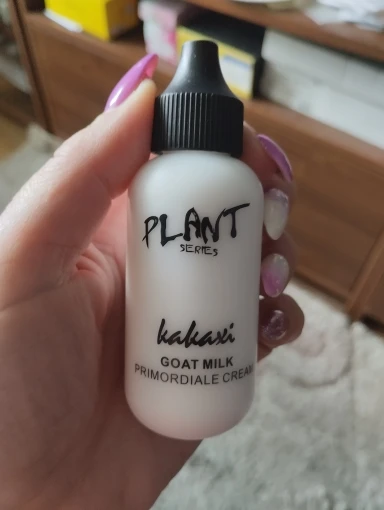 PLANT
SERIES
kakaxi
GOAT MILK
PRIMORDIALE CREAM